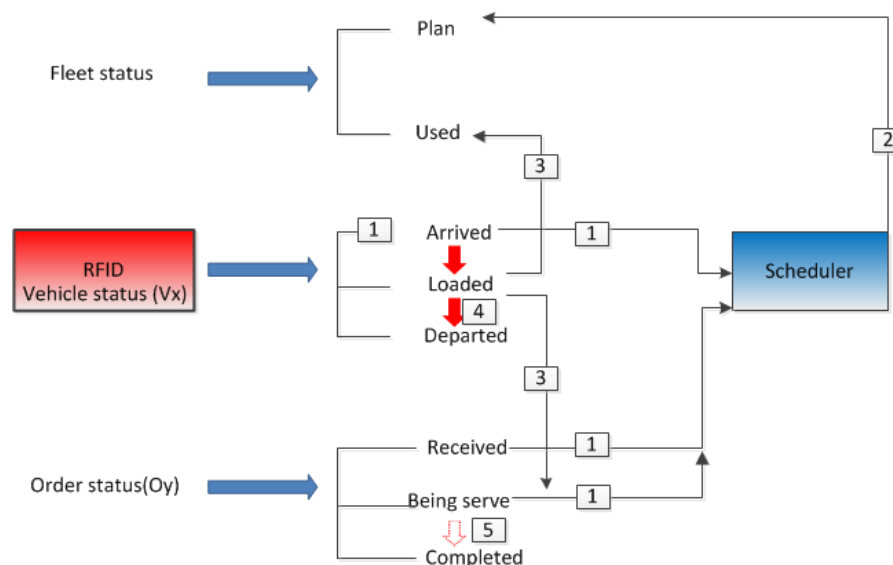 Plan
Fleet status
2
Used
3
1
Arrived
1
RFID
Vehicle status (Vx)
Loaded
Scheduler
4
Departed
3
Received
1
Order status(Oy)
Being serve
1
5
Completed